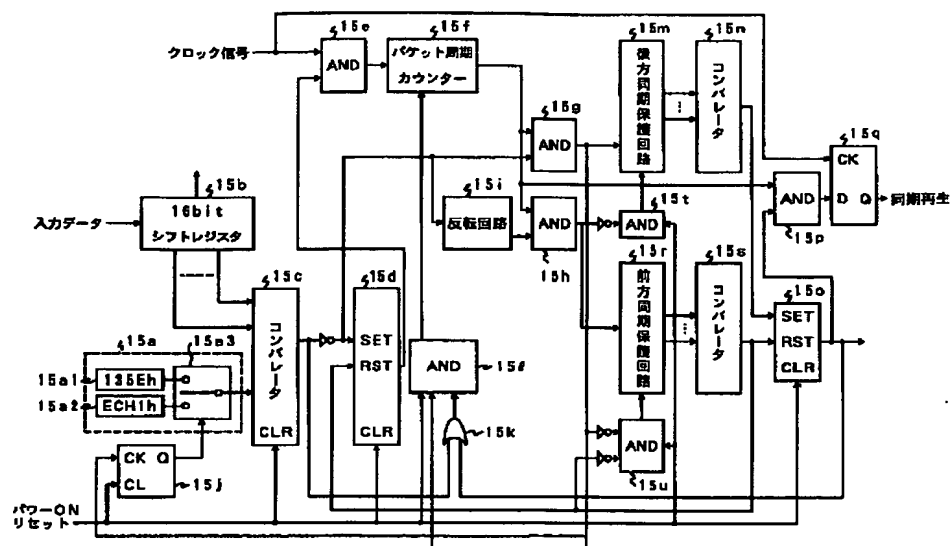 15e
15f
15m
15n
クロック信号
AND
パケット同期
カウンター
後方同期保護回路
コンパレータ
15g
AND
15q
CK
D Q
同期再生
15b
16bit
シフトレジスタ
入力データ
15i
反転回路
AND
15h
15t
AND
AND
15p
15r
15s
15o
15c
15d
コンパレータ
CLR
SET
RST
CLR
前方同期保護回路
コンパレータ
SET
RST
CLR
15a
15a3
15a1
135Eh
15a2
ECH1h
AND
15ℓ
15k
AND
15u
CK Q
CL
15j
パワーON
リセット